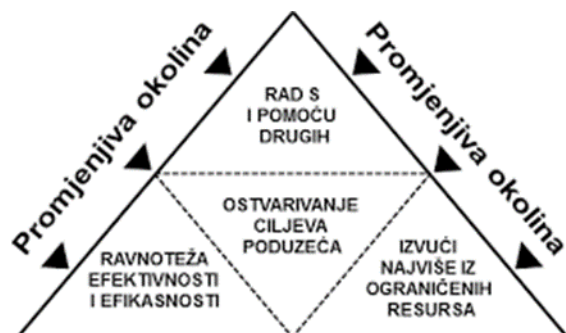 Promjenjiva okolina
Promjenjiva okolina
RAD S
I POMOĆU
DRUGIH
OSTVARIVANJE
CILJEVA
PODUZEĆA
RAVNOTEŽA
EFEKTIVNOSTI
I EFIKASNOSTI
IZVUĆI
NAJVIŠE IZ
OGRANIČENIH
RESURSA